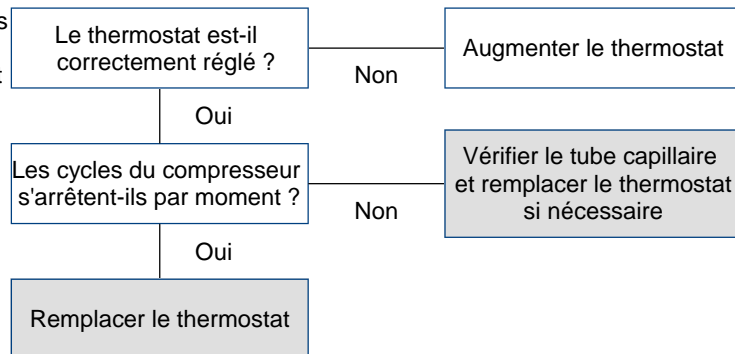 Le thermostat est-il
correctement réglé ?
Non
Augmenter le thermostat
Oui
Les cycles du compresseur
s'arrêtent-ils par moment ?
Non
Vérifier le tube capillaire
et remplacer le thermostat
si nécessaire
Oui
Remplacer le thermostat